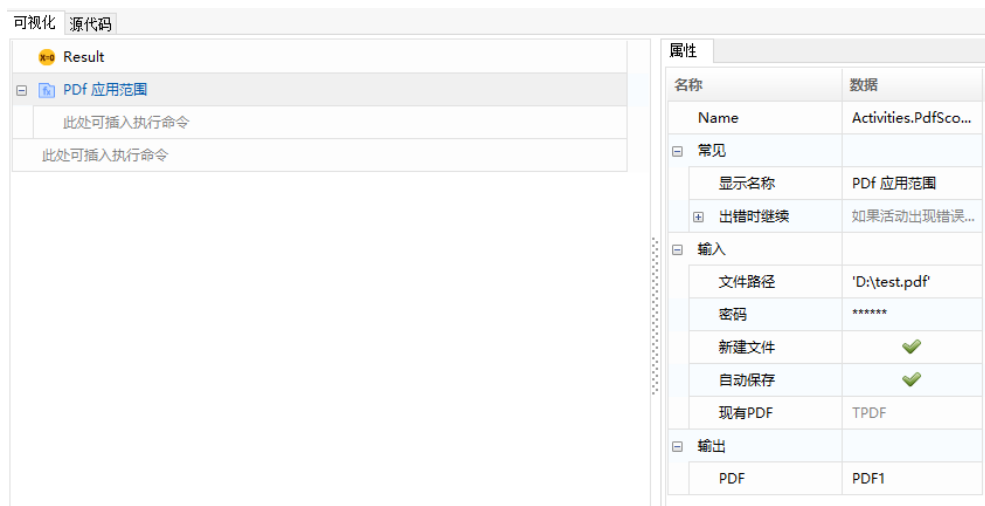 可视化 源代码
x=0 Result
fx PDf 应用范围
此处可插入执行命令
此处可插入执行命令
属性
名称 数据
Name Activities.PdfSco...
常见
显示名称 PDf 应用范围
出错时继续 如果活动出现错误...
输入
文件路径 'D:\test.pdf'
密码 ******
新建文件
自动保存
现有PDF TPDF
输出
PDF PDF1